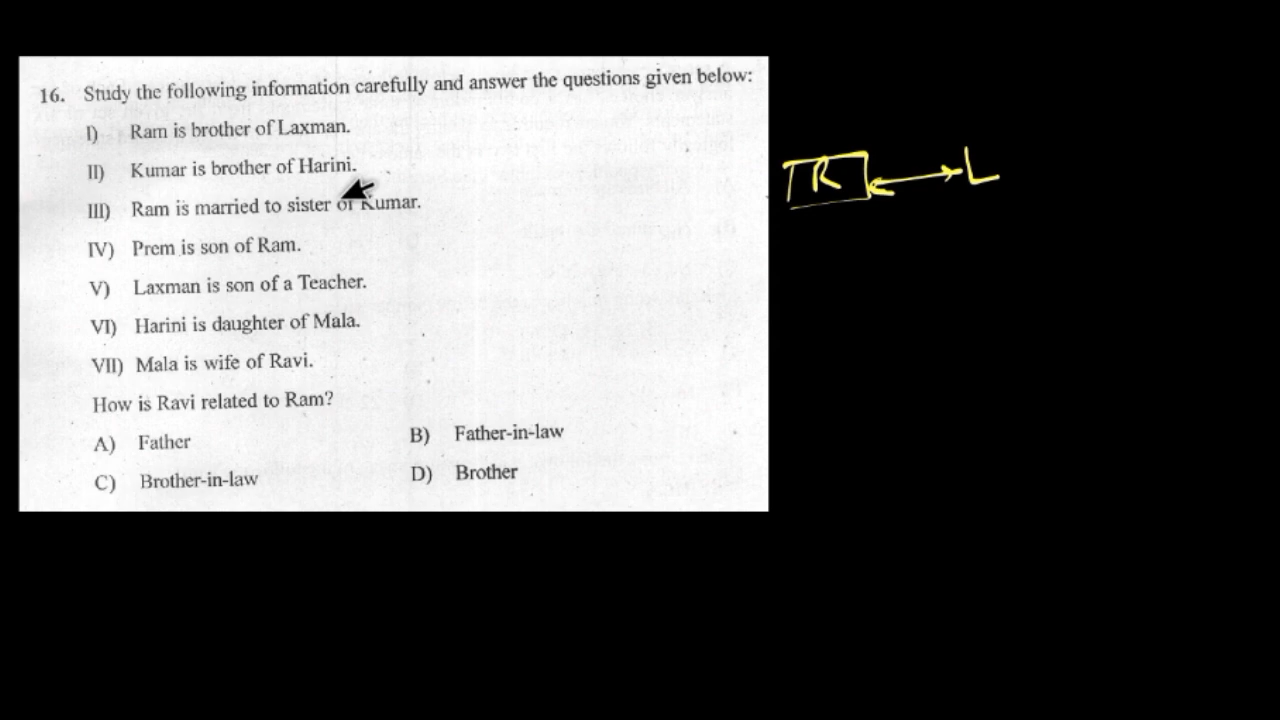 16. Study the following information carefully and answer the questions given below:
I) Ram is brother of Laxman.
II) Kumar is brother of Harini.
III) Ram is married to sister of Kumar.
IV) Prem is son of Ram.
V) Laxman is son of a Teacher.
VI) Harini is daughter of Mala.
VII) Mala is wife of Ravi.
How is Ravi related to Ram?
A) Father B) Father-in-law
C) Brother-in-law D) Brother
R L